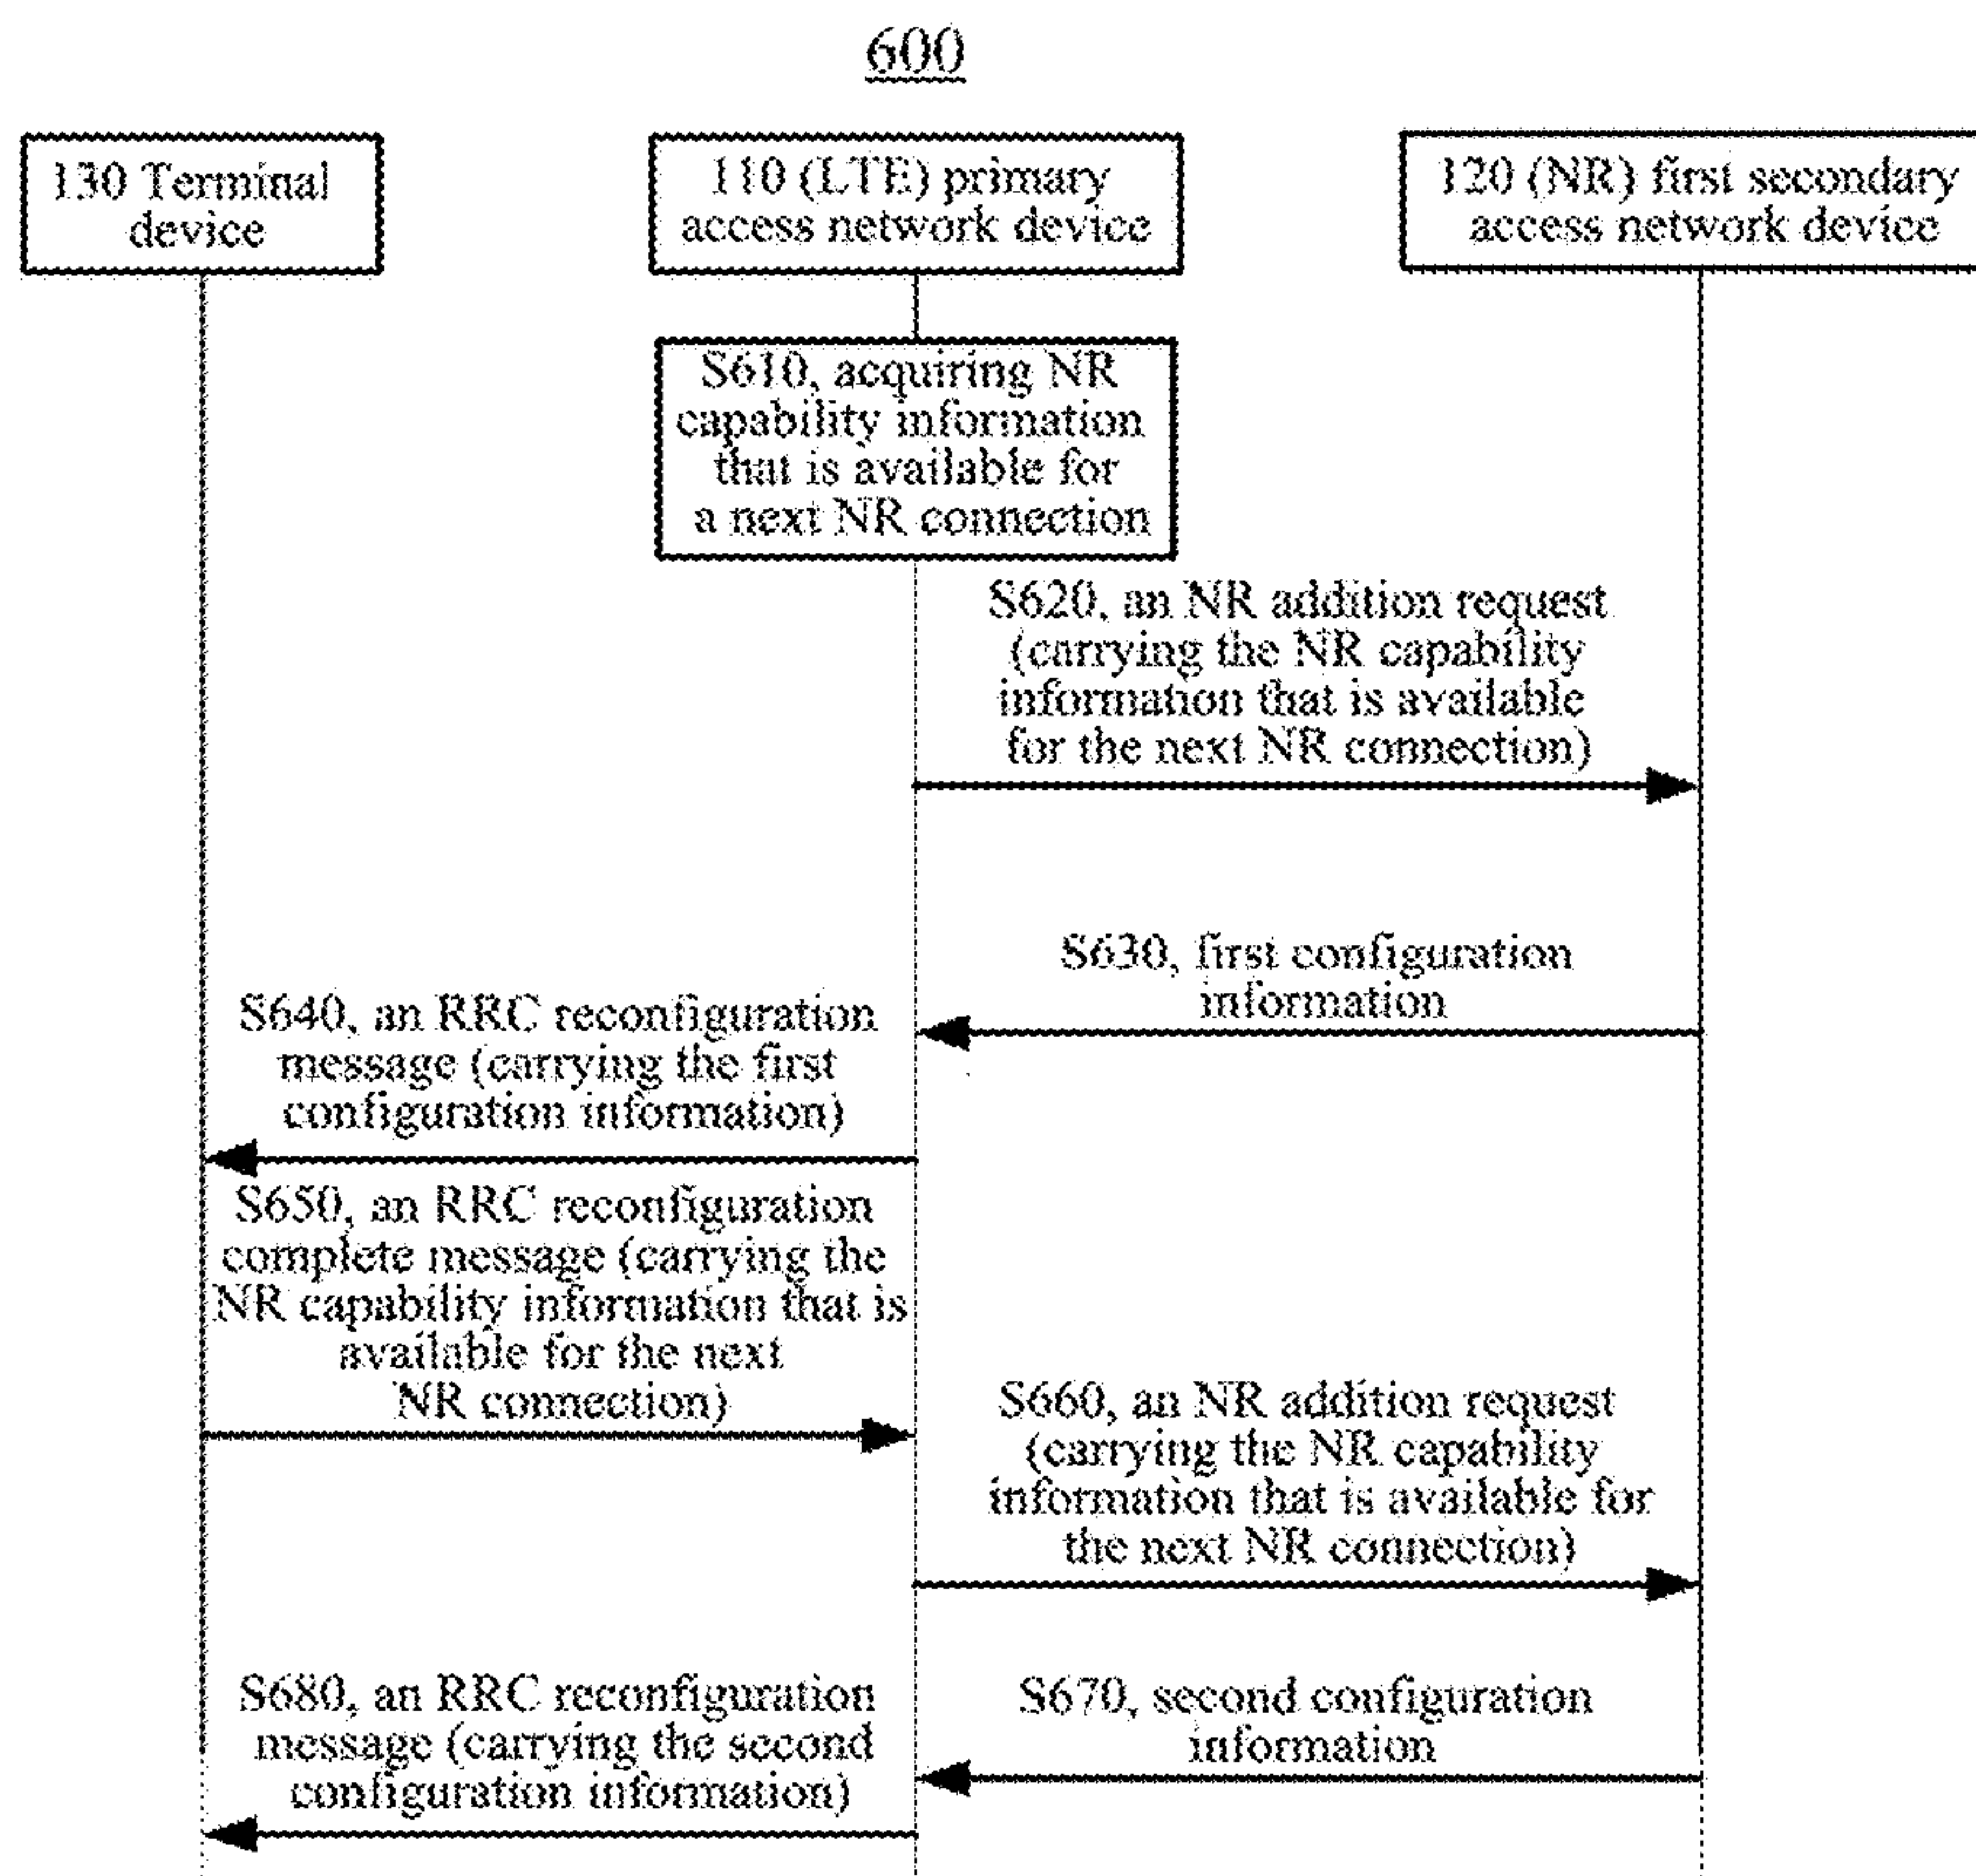 600
130 Terminal
device
110 (LTE) primary
access network device
120 (NR) first secondary
access network device
S610, acquiring NR
capability information
that is available for
a next NR connection
S620, an NR addition request
(carrying the NR capability
information that is available
for the next NR connection)
S630, first configuration
information
S640, an RRC reconfiguration
message (carrying the first
configuration information)
S650, an RRC reconfiguration
complete message (carrying the
NR capability information that is
available for the next
NR connection)
S660, an NR addition request
(carrying the NR capability
information that is available for
the next NR connection)
S670, second configuration
information
S680, an RRC reconfiguration
message (carrying the second
configuration information)